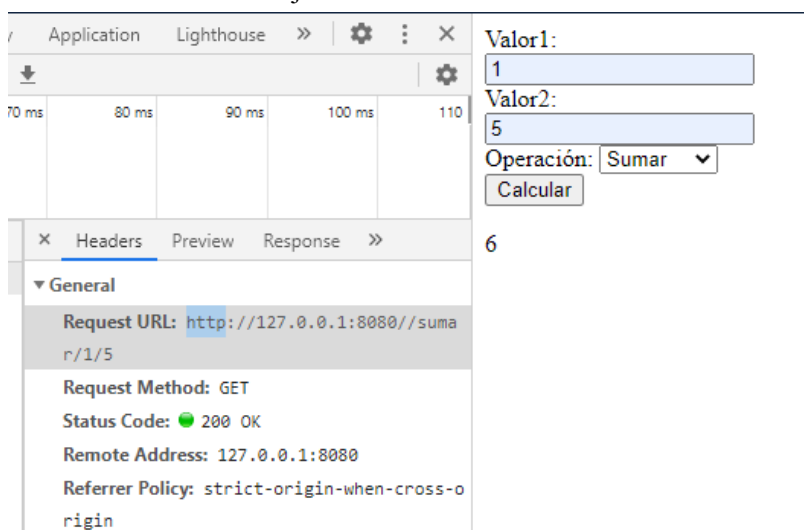 Application Lighthouse »
70 ms 80 ms 90 ms 100 ms 110
× Headers Preview Response »
▼ General
Request URL: http://127.0.0.1:8080//suma
r/1/5
Request Method: GET
Status Code: 200 OK
Remote Address: 127.0.0.1:8080
Referrer Policy: strict-origin-when-cross-o
rigin
Valor1:
1
Valor2:
5
Operación: Sumar
Calcular
6